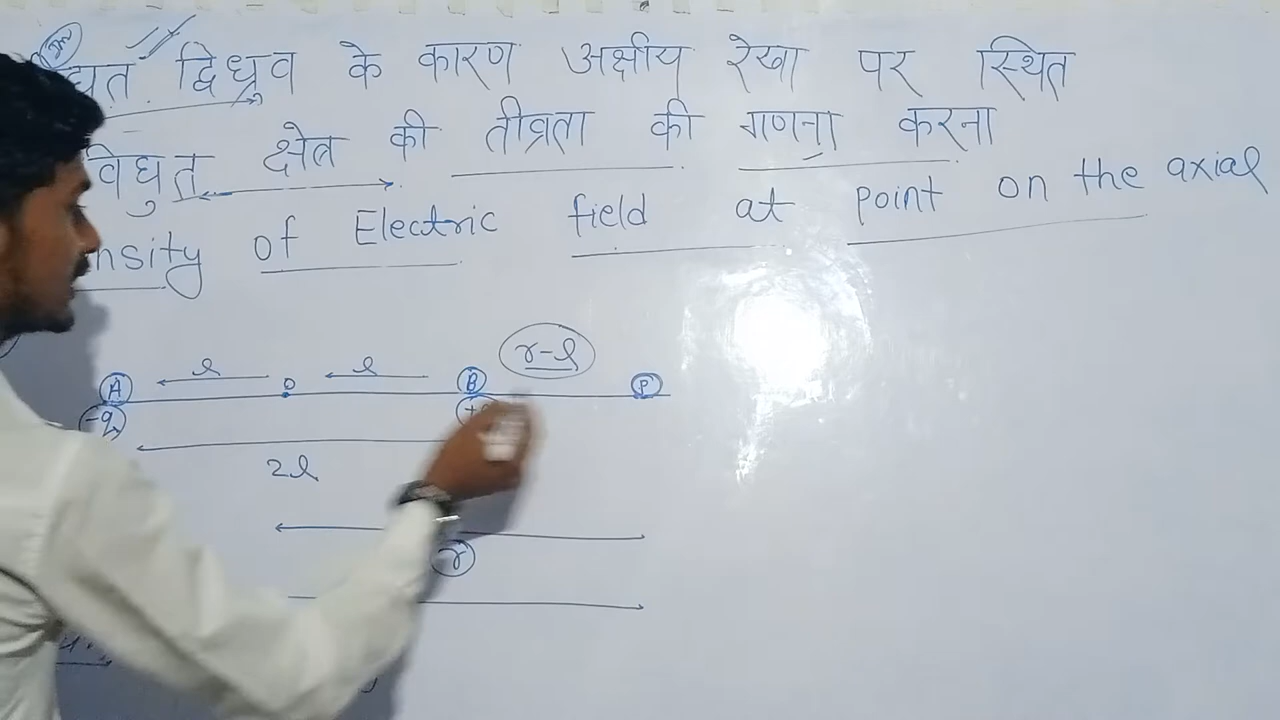 द्विध्रुव के कारण अक्षीय रेखा पर स्थित
विघुत क्षेत्र की तीव्रता की गणना करना
nsity of Electric field at point on the axial
r-l
l l
A O B P
-q
2l
r